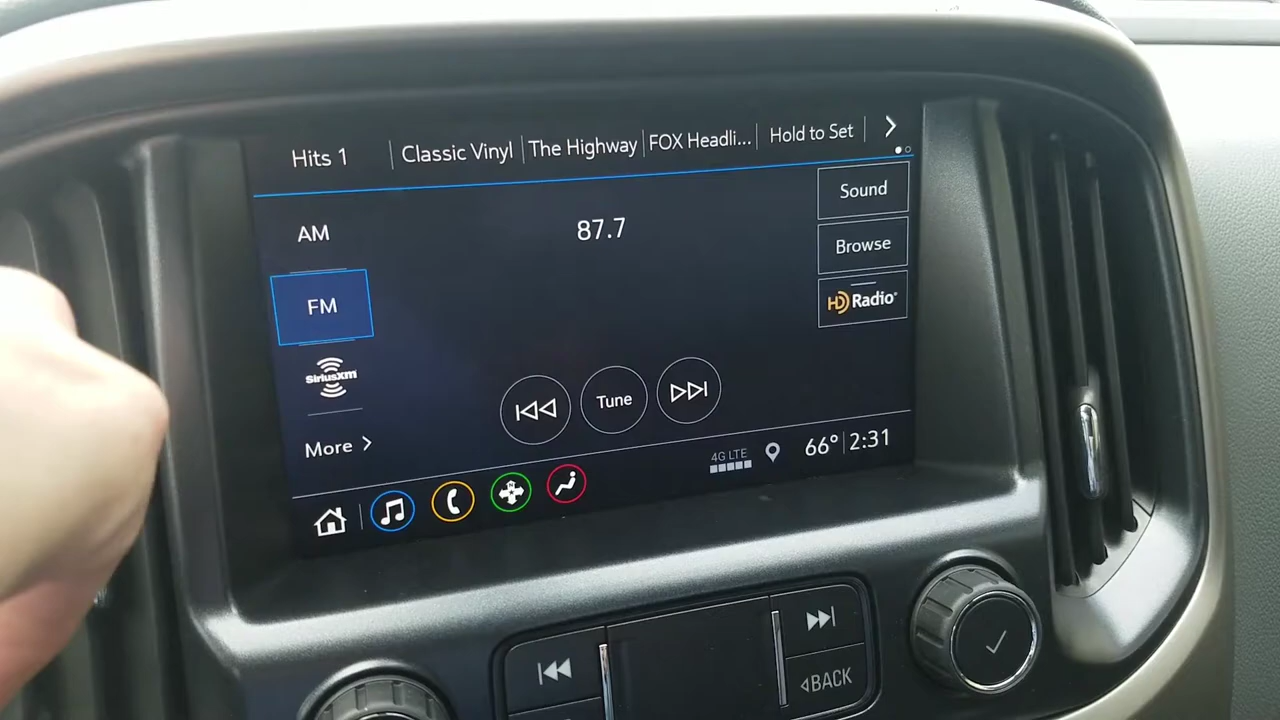 Hits 1 Classic Vinyl The Highway FOX Headli... Hold to Set >
AM
87.7
Sound
FM
Browse
HD Radio
SiriusXM
More >
Tune
4G LTE 66° 2:31
N
BACK